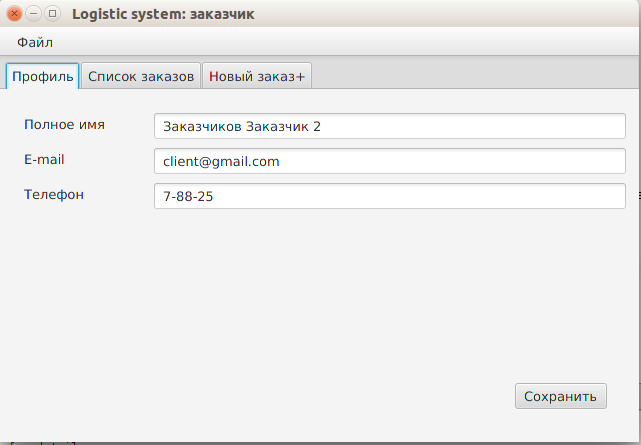 Logistic system: заказчик
Файл
Профиль Список заказов Новый заказ+
Полное имя Заказчиков Заказчик 2
E-mail client@gmail.com
Телефон 7-88-25
Сохранить